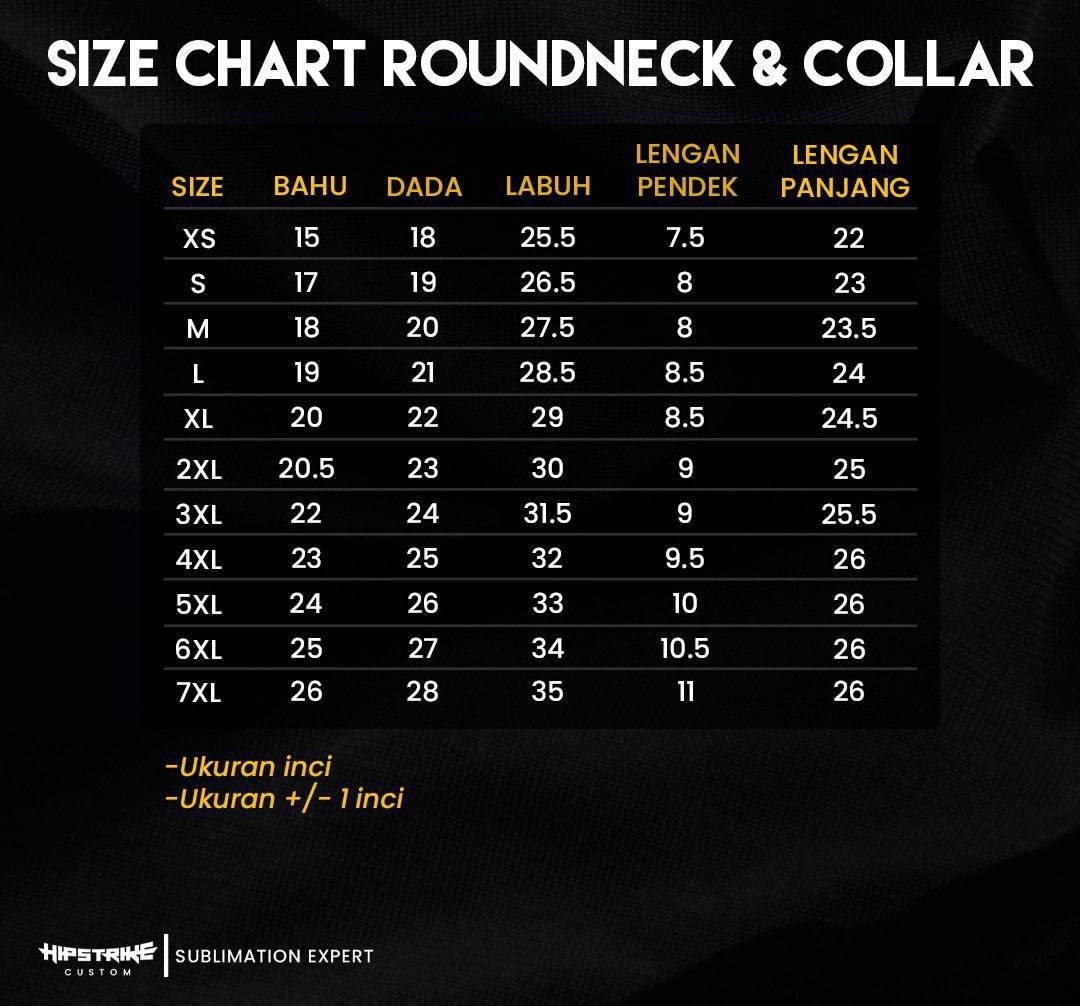 SIZE CHART ROUNDNECK & COLLAR
SIZE BAHU DADA LABUH LENGAN PENDEK LENGAN PANJANG
XS 15 18 25.5 7.5 22
S 17 19 26.5 8 23
M 18 20 27.5 8 23.5
L 19 21 28.5 8.5 24
XL 20 22 29 8.5 24.5
2XL 20.5 23 30 9 25
3XL 22 24 31.5 9 25.5
4XL 23 25 32 9.5 26
5XL 24 26 33 10 26
6XL 25 27 34 10.5 26
7XL 26 28 35 11 26
-Ukuran inci
-Ukuran +/- 1 inci
HIPSTRIKE
CUSTOM
SUBLIMATION EXPERT